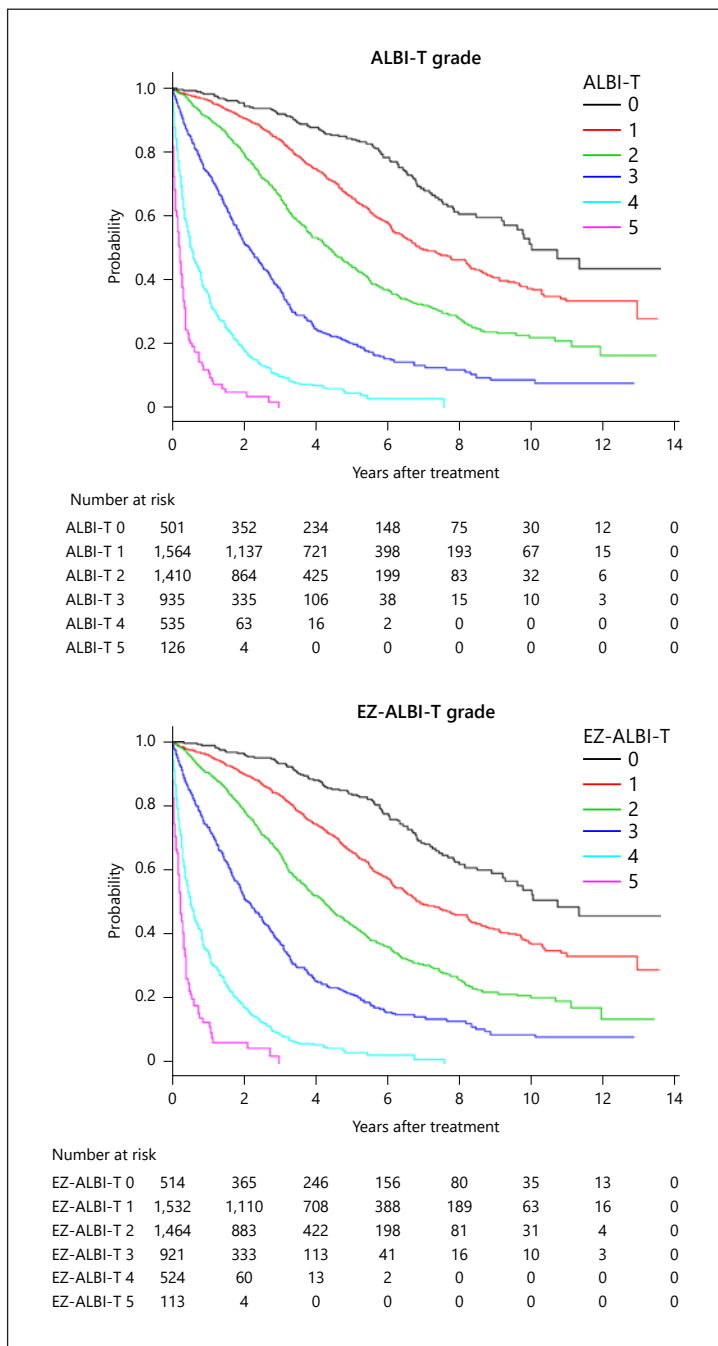 ALBI-T grade
ALBI-T
0
1
2
3
4
5
Probability
1.0
0.8
0.6
0.4
0.2
0
0 2 4 6 8 10 12 14
Years after treatment
Number at risk
ALBI-T 0 501 352 234 148 75 30 12 0
ALBI-T 1 1,564 1,137 721 398 193 67 15 0
ALBI-T 2 1,410 864 425 199 83 32 6 0
ALBI-T 3 935 335 106 38 15 10 3 0
ALBI-T 4 535 63 16 2 0 0 0 0
ALBI-T 5 126 4 0 0 0 0 0 0
EZ-ALBI-T grade
EZ-ALBI-T
0
1
2
3
4
5
Probability
1.0
0.8
0.6
0.4
0.2
0
0 2 4 6 8 10 12 14
Years after treatment
Number at risk
EZ-ALBI-T 0 514 365 246 156 80 35 13 0
EZ-ALBI-T 1 1,532 1,110 708 388 189 63 16 0
EZ-ALBI-T 2 1,464 883 422 198 81 31 4 0
EZ-ALBI-T 3 921 333 113 41 16 10 3 0
EZ-ALBI-T 4 524 60 13 2 0 0 0 0
EZ-ALBI-T 5 113 4 0 0 0 0 0 0